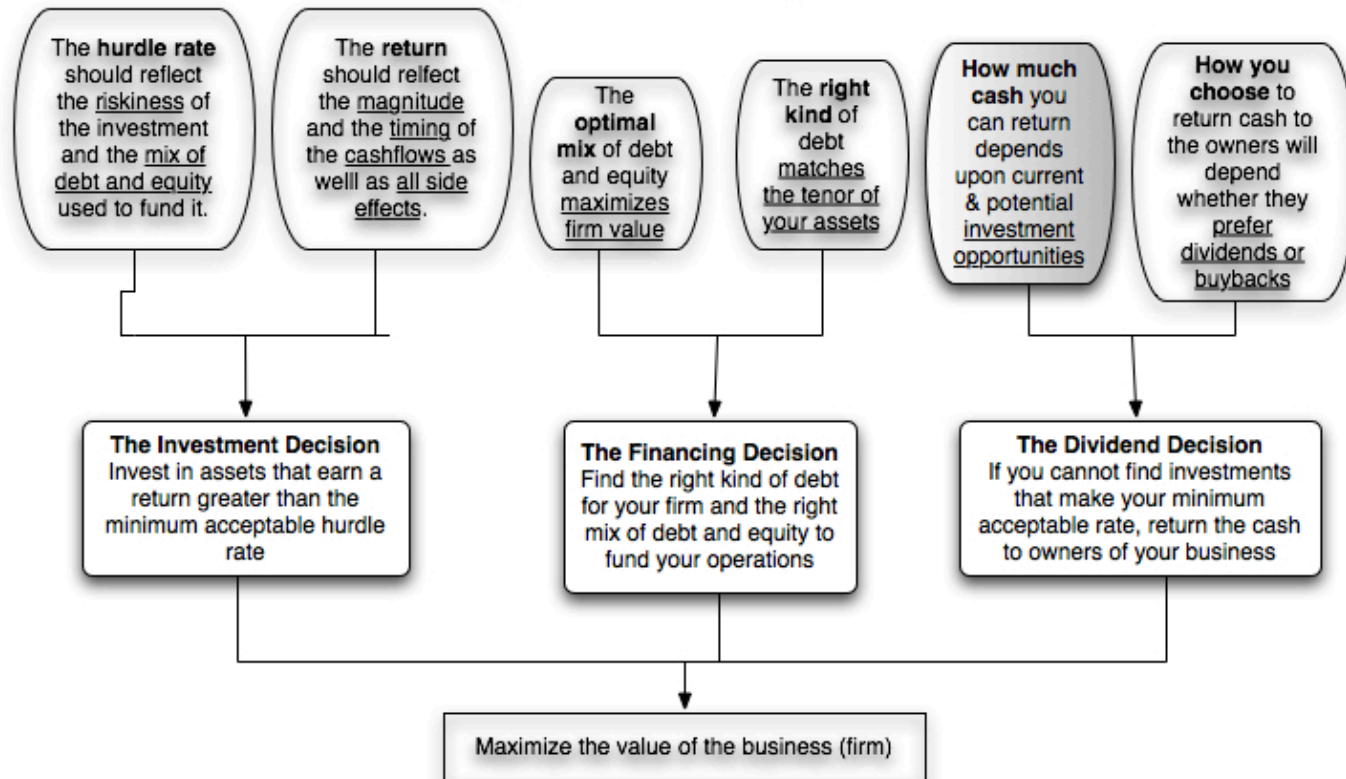 The hurdle rate
should reflect
the riskiness of
the investment
and the mix of
debt and equity
used to fund it.
The return
should relfect
the magnitude
and the timing of
the cashflows as
welll as all side
effects.
The
optimal
mix of debt
and equity
maximizes
firm value
The right
kind of
debt
matches
the tenor of
your assets
How much
cash you
can return
depends
upon current
& potential
investment
opportunities
How you
choose to
return cash to
the owners will
depend
whether they
prefer
dividends or
buybacks
The Investment Decision
Invest in assets that earn a
return greater than the
minimum acceptable hurdle
rate
The Financing Decision
Find the right kind of debt
for your firm and the right
mix of debt and equity to
fund your operations
The Dividend Decision
If you cannot find investments
that make your minimum
acceptable rate, return the cash
to owners of your business
Maximize the value of the business (firm)